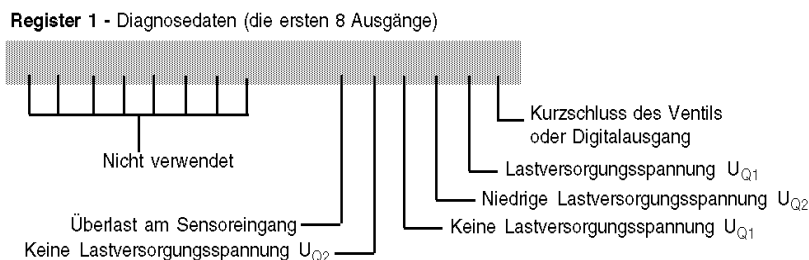 Register 1 - Diagnosedaten (die ersten 8 Ausgänge)
Kurzschluss des Ventils
oder Digitalausgang
Nicht verwendet
Lastversorgungsspannung UQ1
Niedrige Lastversorgungsspannung UQ2
Überlast am Sensoreingang
Keine Lastversorgungsspannung UQ1
Keine Lastversorgungsspannung UQ2